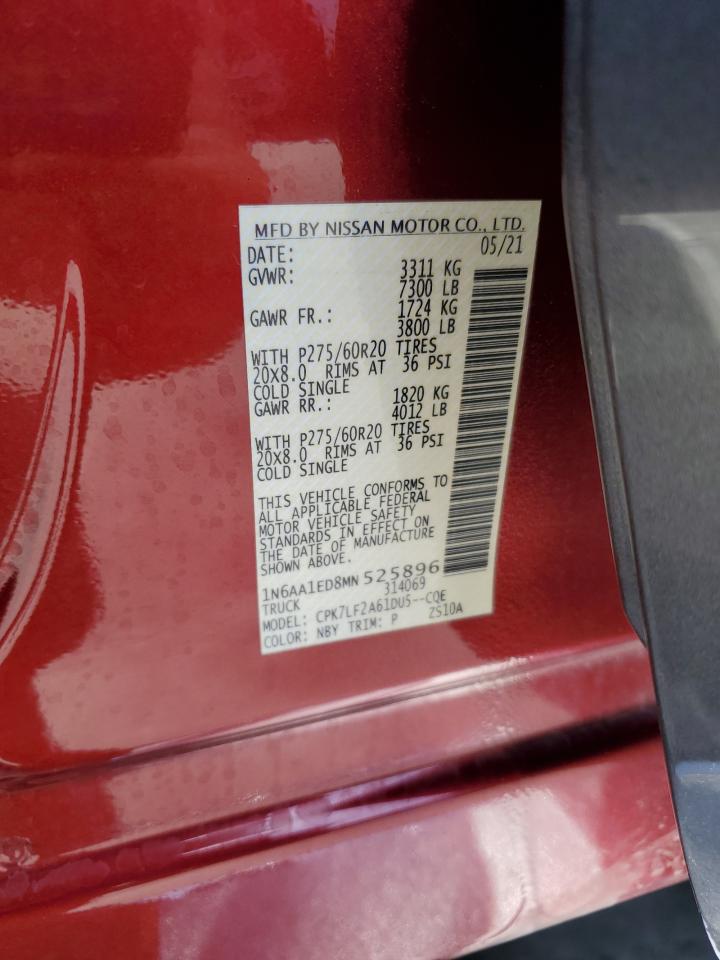 MFD BY NISSAN MOTOR CO., LTD.
DATE: 05/21
GVWR: 3311 KG
7300 LB
GAWR FR.: 1724 KG
3800 LB
WITH P275/60R20 TIRES
20X8.0 RIMS AT 36 PSI
COLD SINGLE
GAWR RR.: 1820 KG
4012 LB
WITH P275/60R20 TIRES
20X8.0 RIMS AT 36 PSI
COLD SINGLE
THIS VEHICLE CONFORMS TO
ALL APPLICABLE FEDERAL
MOTOR VEHICLE SAFETY
STANDARDS IN EFFECT ON
THE DATE OF MANUFACTURE
SHOWN ABOVE.
1N6AA1ED8MN 525896
TRUCK 314069
MODEL: CPK7LF2A61DU5--CQE
COLOR: NBY TRIM: P ZS10A